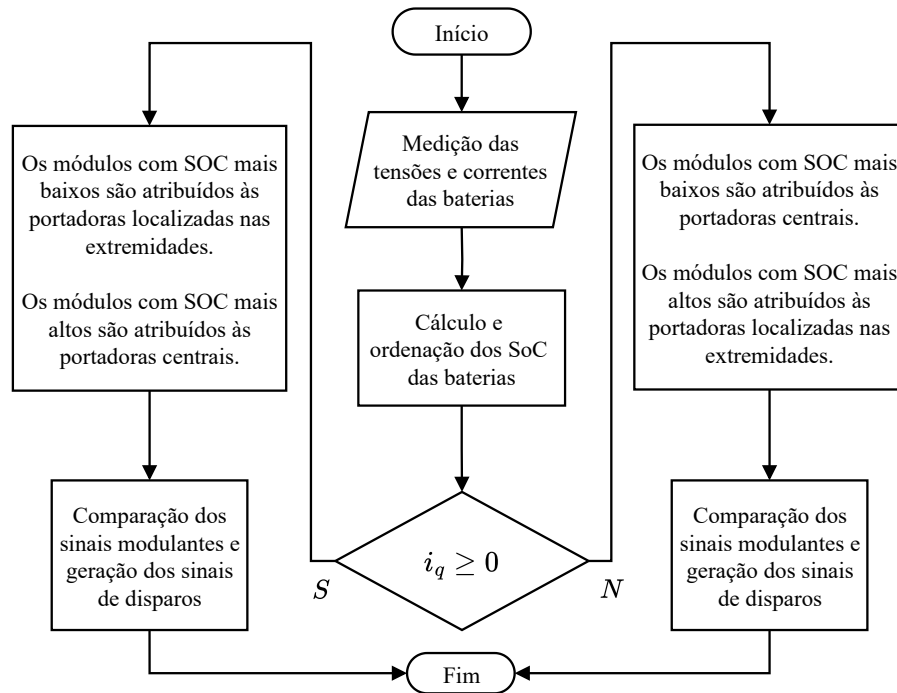 Início
Medição das
tensões e correntes
das baterias
Cálculo e
ordenação dos SoC
das baterias
i_q ≥ 0
S
N
Os módulos com SOC mais
baixos são atribuídos às
portadoras localizadas nas
extremidades.
Os módulos com SOC mais
altos são atribuídos às
portadoras centrais.
Comparação dos
sinais modulantes e
geração dos sinais
de disparos
Os módulos com SOC mais
baixos são atribuídos às
portadoras centrais.
Os módulos com SOC mais
altos são atribuídos às
portadoras localizadas nas
extremidades.
Comparação dos
sinais modulantes e
geração dos sinais
de disparos
Fim